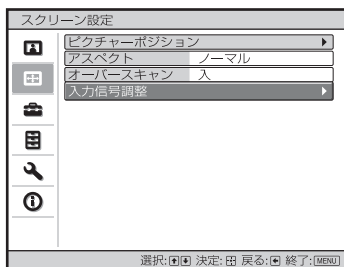 スクリーン設定
ピクチャーポジション
アスペクト ノーマル
オーバースキャン 入
入力信号調整
選択: 決定: 戻る: 終了:MENU